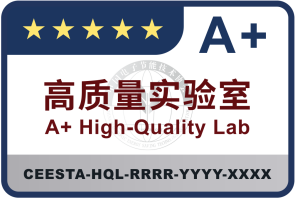 A+
高质量实验室
A+ High-Quality Lab
CEESTA-HQL-RRRR-YYYY-XXXX